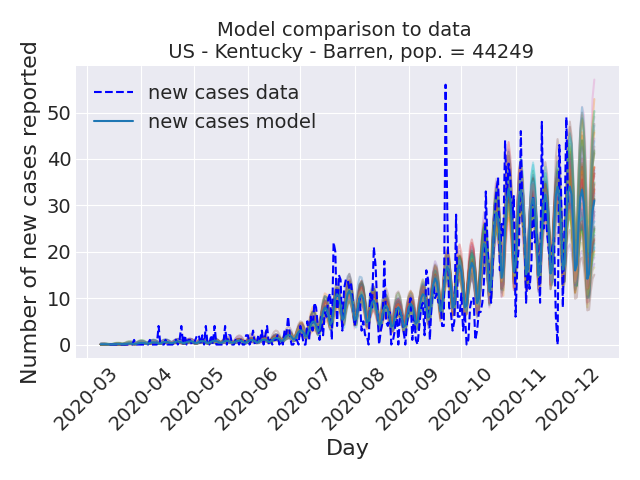 Model comparison to data
US - Kentucky - Barren, pop. = 44249
Number of new cases reported
50
40
30
20
10
0
new cases data
new cases model
2020-03
2020-04
2020-05
2020-06
2020-07
2020-08
2020-09
2020-10
2020-11
2020-12
Day